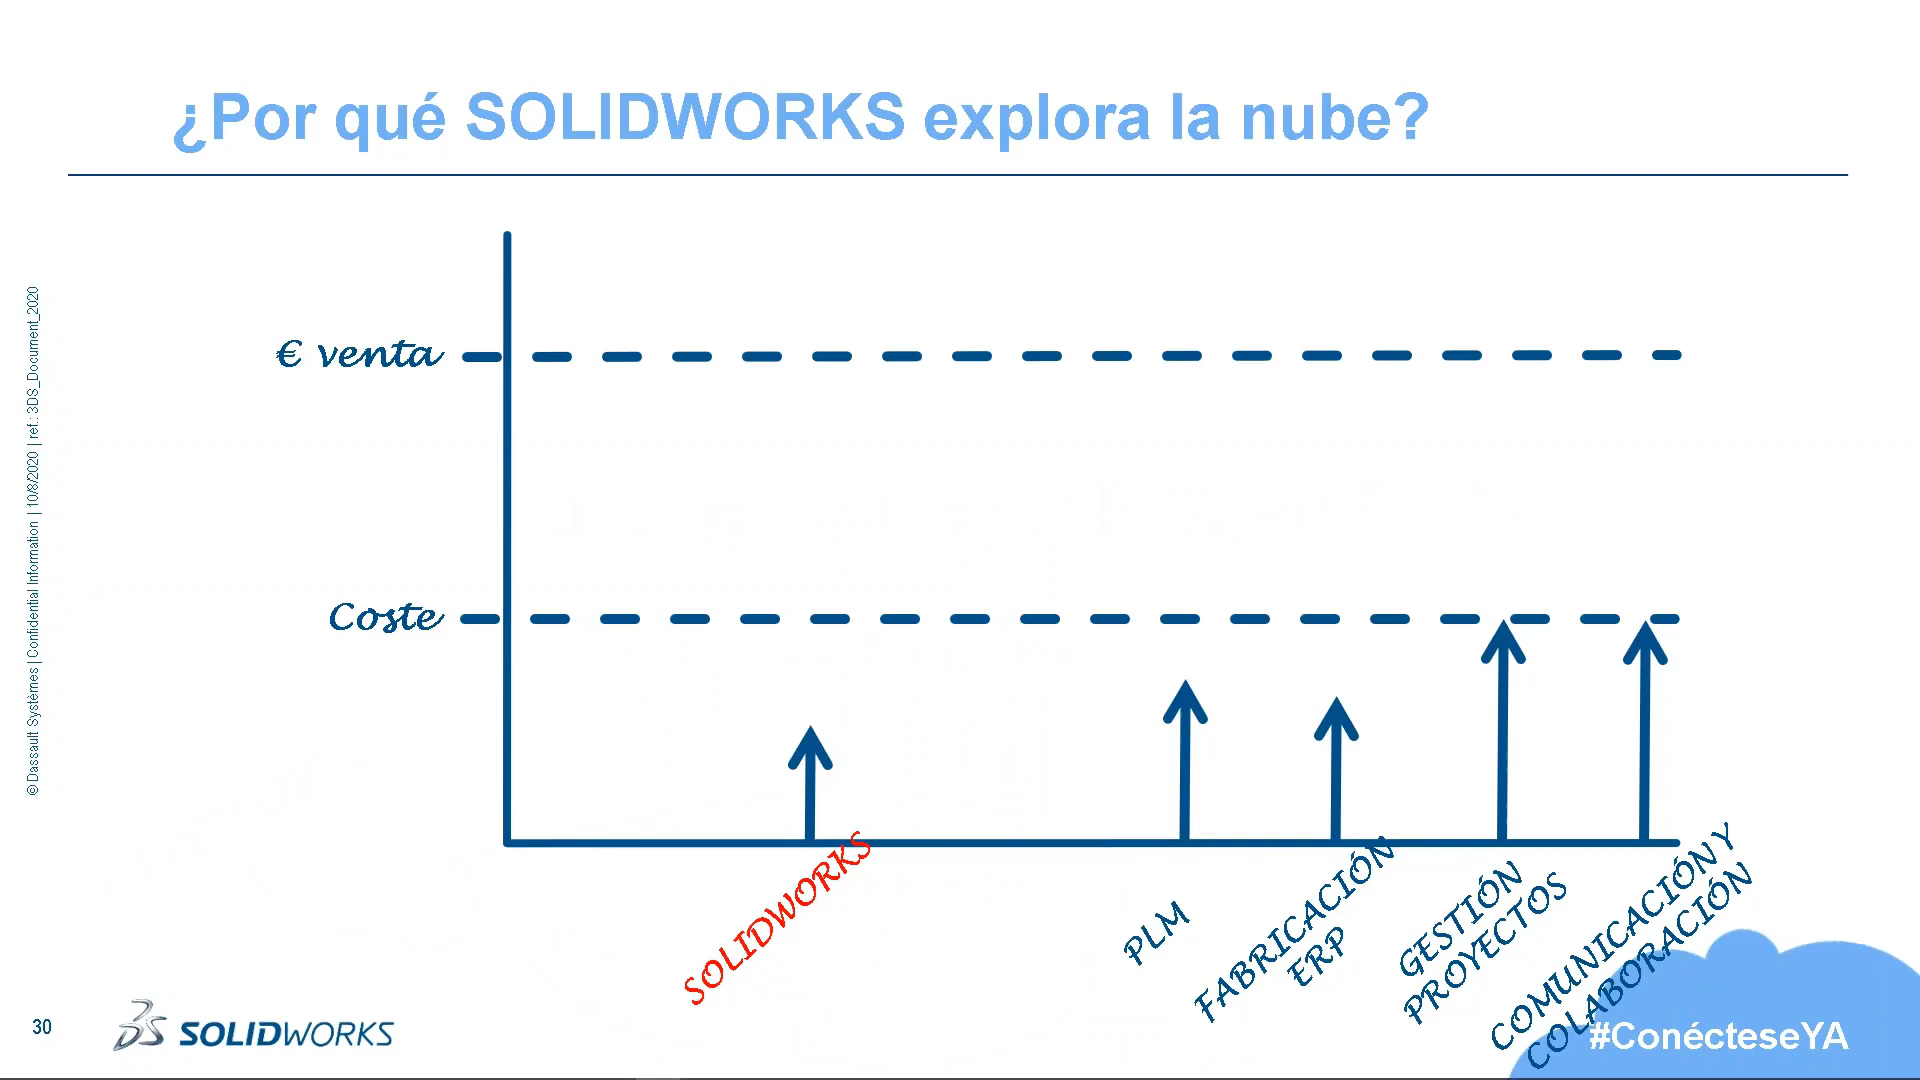 ¿Por qué SOLIDWORKS explora la nube?
© Dassault Systèmes | Confidential Information | 10/8/2020 | ref.: 3DS_Document_2020
€ venta
Coste
SOLIDWORKS
PLM
FABRICACIÓN
ERP
GESTIÓN
PROYECTOS
COMUNICACIÓN Y
COLABORACIÓN
30
SOLIDWORKS
#ConécteseYA